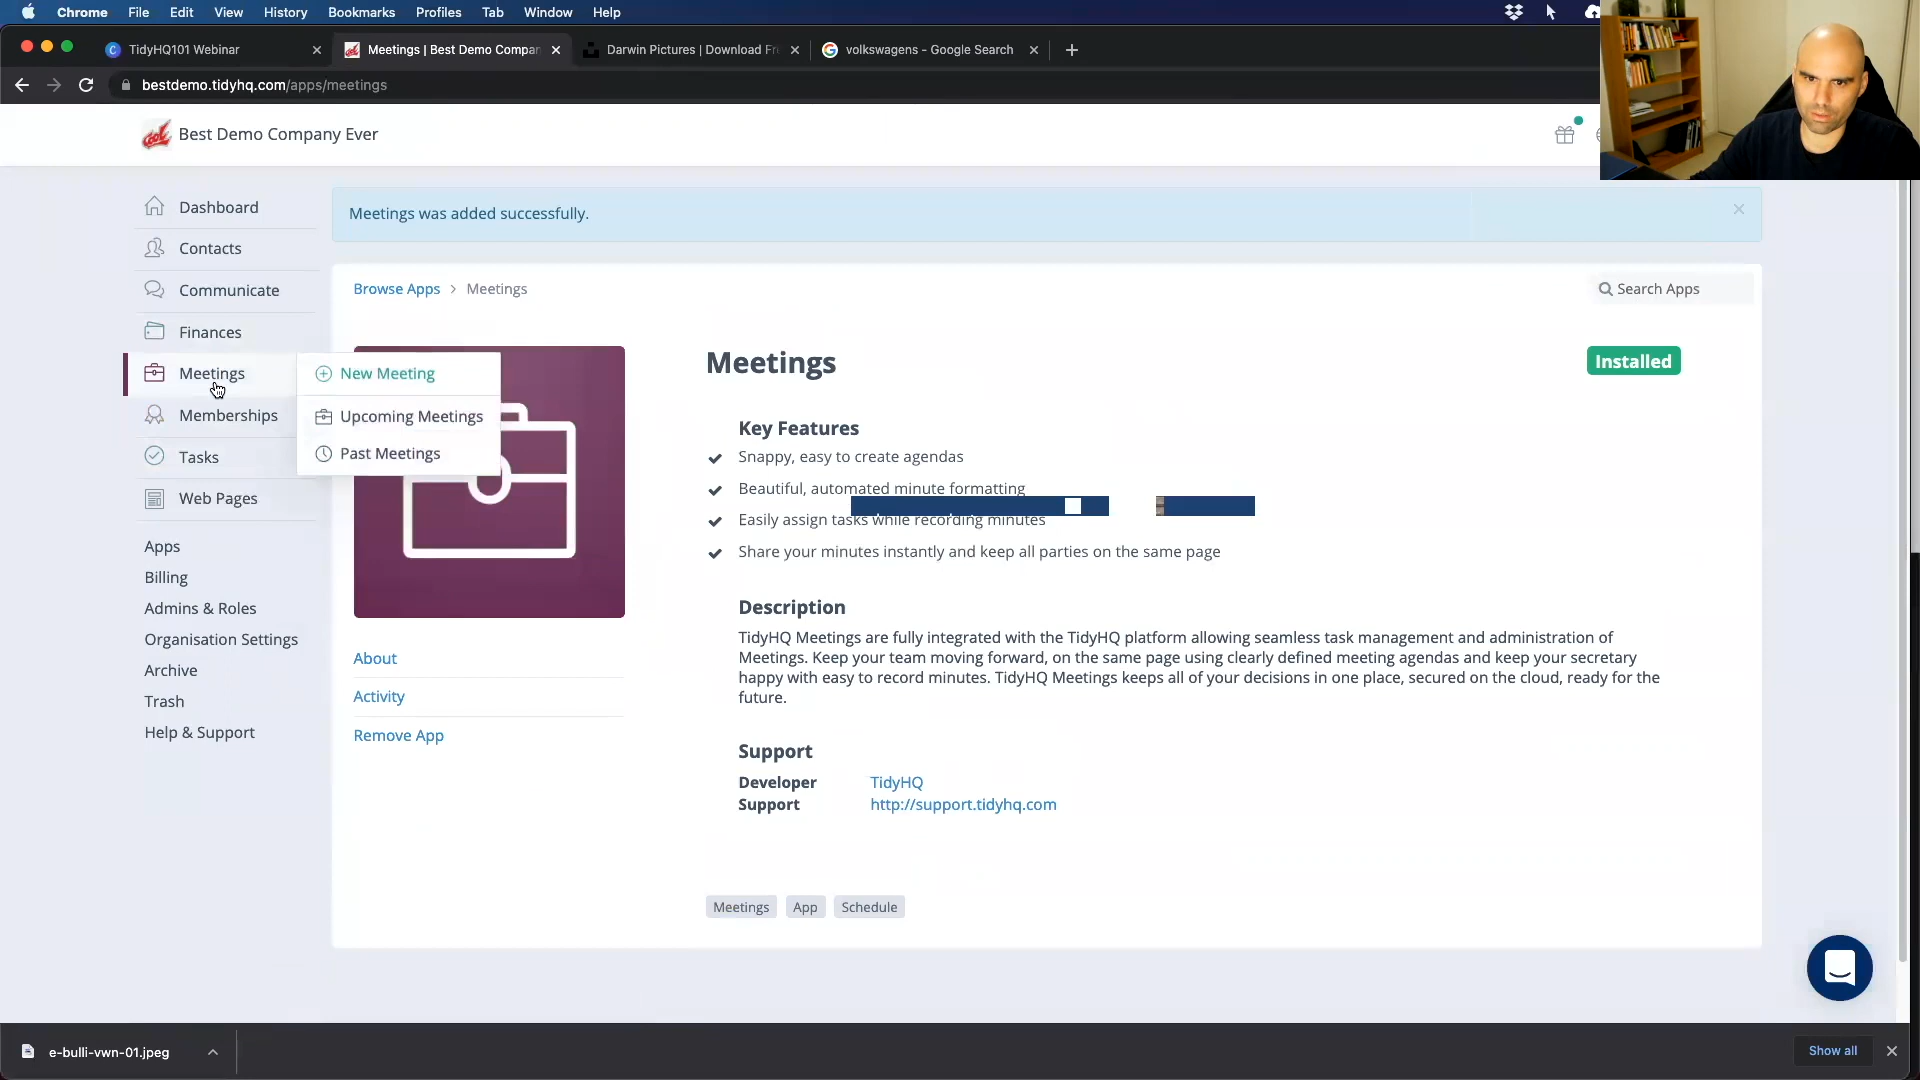 Chrome File Edit View History Bookmarks Profiles Tab Window Help
TidyHQ101 Webinar
Meetings | Best Demo Compan
Darwin Pictures | Download Fr
volkswagens - Google Search
bestdemo.tidyhq.com/apps/meetings
Best Demo Company Ever
Dashboard
Contacts
Communicate
Finances
Meetings
Memberships
Tasks
Web Pages
Apps
Billing
Admins & Roles
Organisation Settings
Archive
Trash
Help & Support
New Meeting
Upcoming Meetings
Past Meetings
Meetings was added successfully.
Browse Apps > Meetings
Search Apps
About
Activity
Remove App
Meetings
Installed
Key Features
Snappy, easy to create agendas
Beautiful, automated minute formatting
Easily assign tasks while recording minutes
Share your minutes instantly and keep all parties on the same page
Description
TidyHQ Meetings are fully integrated with the TidyHQ platform allowing seamless task management and administration of
Meetings. Keep your team moving forward, on the same page using clearly defined meeting agendas and keep your secretary
happy with easy to record minutes. TidyHQ Meetings keeps all of your decisions in one place, secured on the cloud, ready for the
future.
Support
Developer TidyHQ
Support http://support.tidyhq.com
Meetings App Schedule
e-bulli-vwn-01.jpeg
Show all